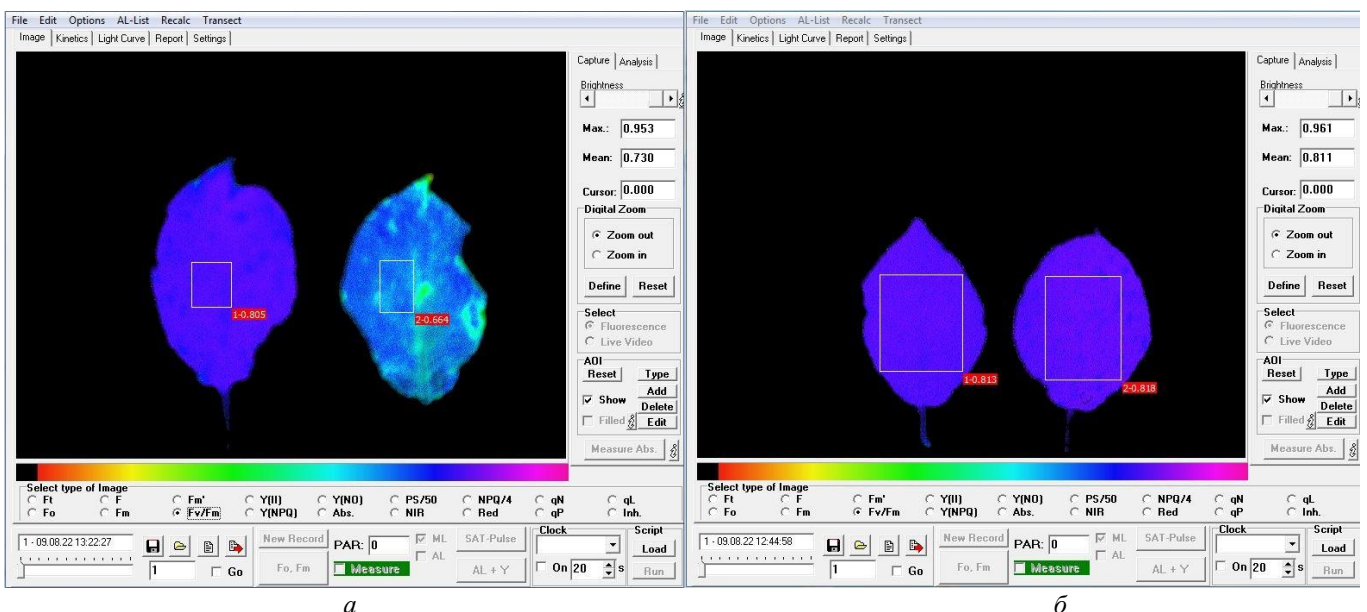 File Edit Options AL-List Recalc Transect
Image Kinetics Light Curve Report Settings
Capture Analysis
Brightness
Max.: 0.953
Mean: 0.730
Cursor: 0.000
Digital Zoom
Zoom out
Zoom in
Define Reset
Select
Fluorescence
Live Video
AOI
Reset Type
Add
Show
Delete
Filled Edit
Measure Abs.
1-0.805
2-0.664
Select type of Image
Ft F Fm' Y(II) Y(NO) PS/50 NPQ/4 qN qL
Fo Fm Fv/Fm Y(NPQ) Abs. NIR Red qP Inh.
Clock Script
1 - 09.08.22 13:22:27 New Record PAR: 0 ML SAT-Pulse Load
AL
1 Go Fo, Fm Measure AL + Y On 20 s Run
а
File Edit Options AL-List Recalc Transect
Image Kinetics Light Curve Report Settings
Capture Analysis
Brightness
Max.: 0.961
Mean: 0.811
Cursor: 0.000
Digital Zoom
Zoom out
Zoom in
Define Reset
Select
Fluorescence
Live Video
AOI
Reset Type
Add
Show
Delete
Filled Edit
Measure Abs.
1-0.813
2-0.818
Select type of Image
Ft F Fm' Y(II) Y(NO) PS/50 NPQ/4 qN qL
Fo Fm Fv/Fm Y(NPQ) Abs. NIR Red qP Inh.
Clock Script
1 - 09.08.22 12:44:58 New Record PAR: 0 ML SAT-Pulse Load
AL
1 Go Fo, Fm Measure AL + Y On 20 s Run
б